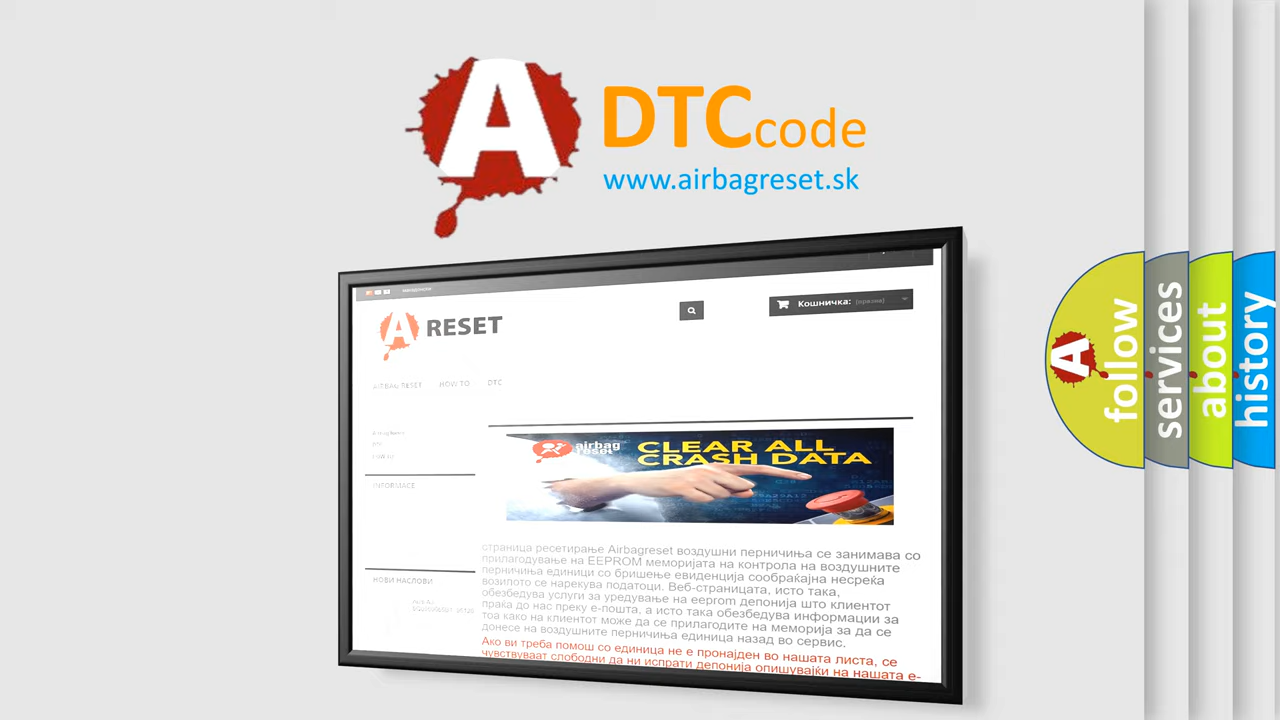 A
DTC code
www.airbagreset.sk
A RESET
Кошничка: (празна)
AIRBAG RESET HOW TO DTC
airbag reset
CLEAR ALL
CRASH DATA
INFORMACE
НОВИ НАСЛОВИ
страница ресетирање Airbagreset воздушни перничиња се занимава со
прилагодување на EEPROM меморијата на контрола на воздушните
перничиња единици со бришење евиденција сообраќајна несреќа
возилото се нарекува податоци. Веб-страницата, исто така,
обезбедува услуги за уредување на eeprom депонија што клиентот
праќа до нас преку е-пошта, а исто така обезбедува информации за
тоа како на клиентот може да се прилагодите на меморија за да се
донесе на воздушните перничиња единица назад во сервис.
Ако ви треба помош со единица не е пронајден во нашата листа, се
чувствуваат слободни да ни испрати депонија опишувајќи на нашата е-
A
follow
services
about
history